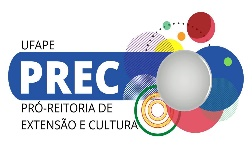 UFAPE
PREC
PRÓ-REITORIA DE
EXTENSÃO E CULTURA